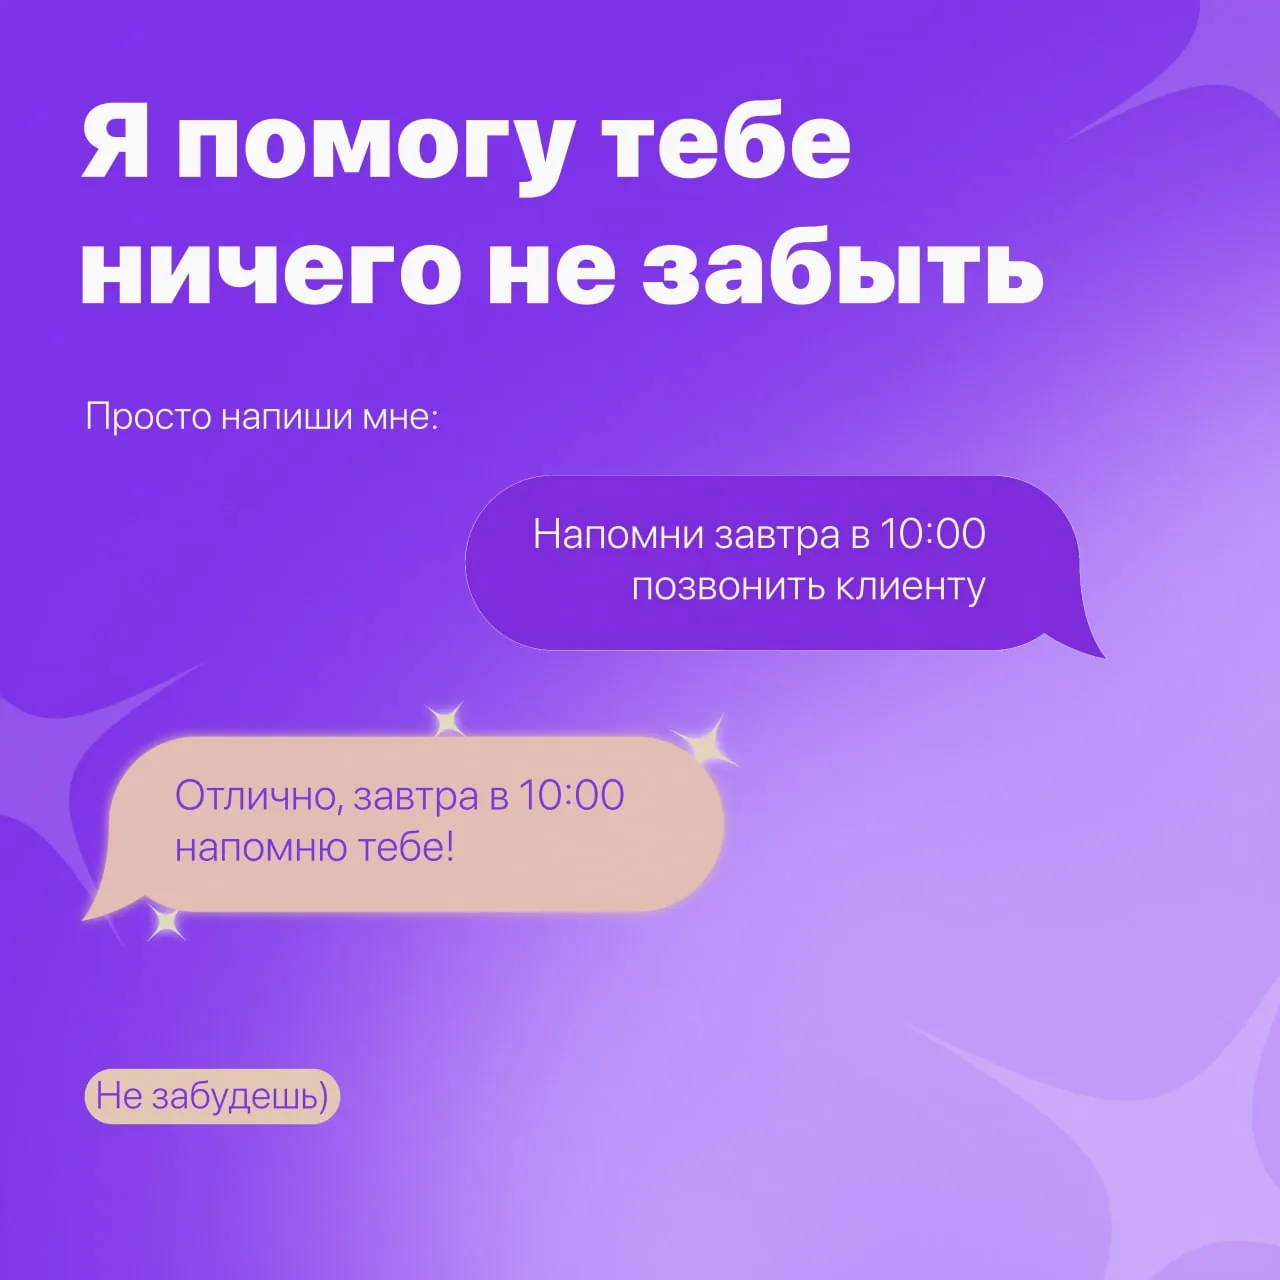 Я помогу тебе
ничего не забыть
Просто напиши мне:
Напомни завтра в 10:00
позвонить клиенту
Отлично, завтра в 10:00
напомню тебе!
Не забудешь)